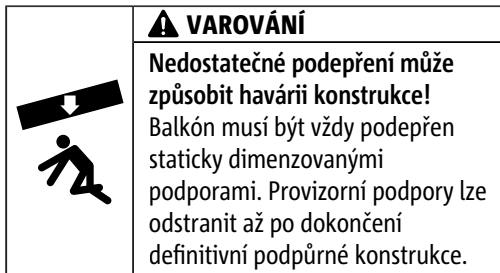 VAROVÁNÍ
Nedostatečné podepření může
způsobit havárii konstrukce!
Balkón musí být vždy podepřen
staticky dimenzovanými
podporami. Provizorní podpory lze
odstranit až po dokončení
definitivní podpůrné konstrukce.